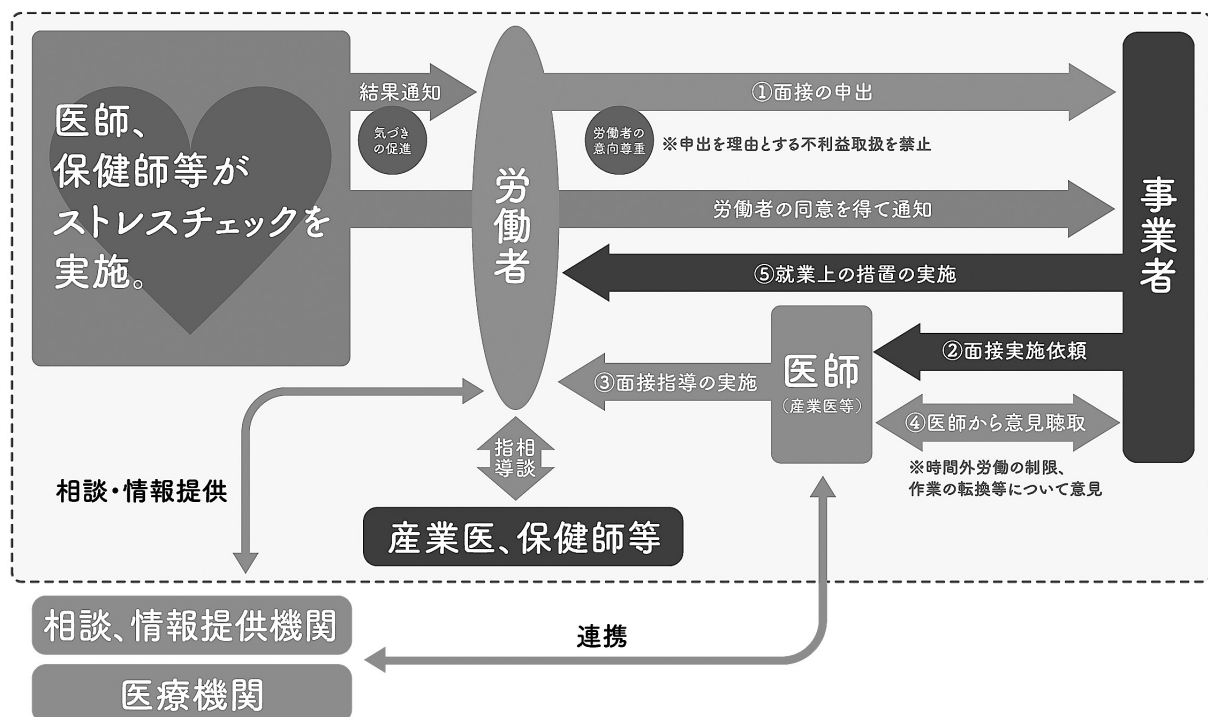 医師、
保健師等が
ストレスチェックを
実施。
結果通知
気づき
の促進
労働者
①面接の申出
労働者の
意向尊重
※申出を理由とする不利益取扱を禁止
労働者の同意を得て通知
⑤就業上の措置の実施
事業者
②面接実施依頼
医師
(産業医等)
③面接指導の実施
④医師から意見聴取
※時間外労働の制限、
作業の転換等について意見
相談
指導
相談・情報提供
産業医、保健師等
相談、情報提供機関
連携
医療機関